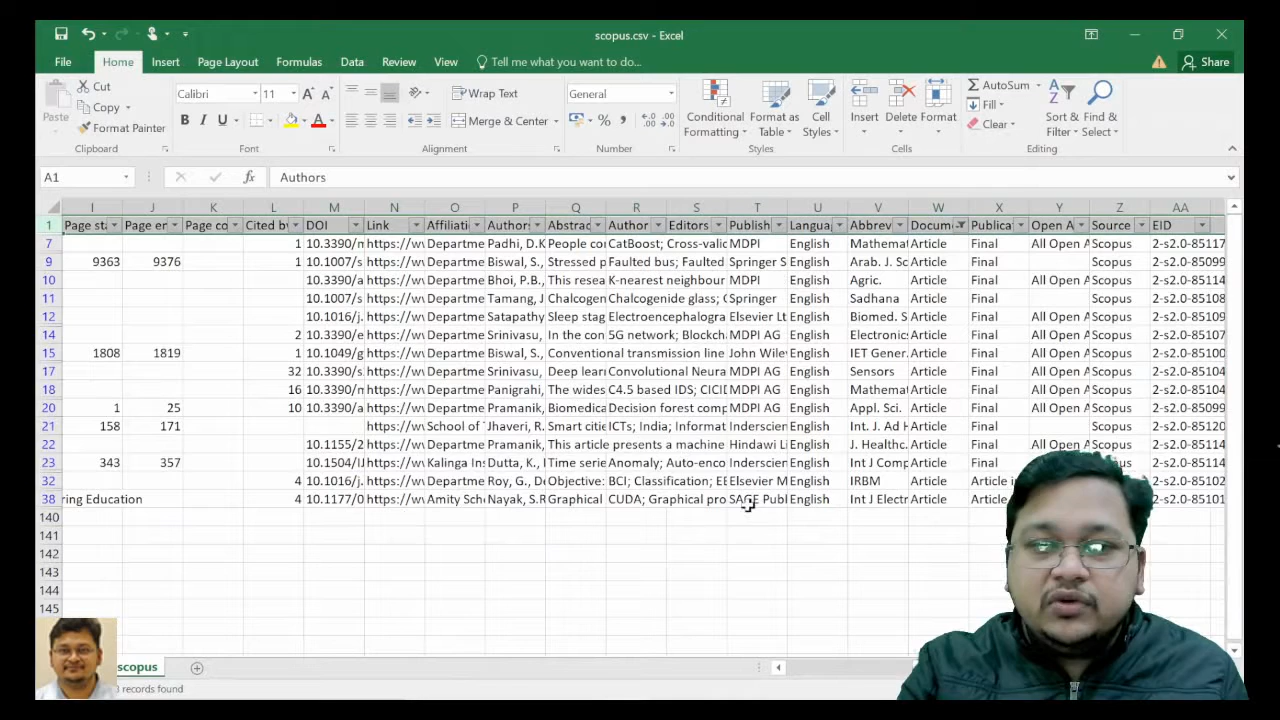 scopus.csv - Excel
File Home Insert Page Layout Formulas Data Review View Tell me what you want to do... Share
Cut
Copy
Format Painter
Paste
Calibri 11
B I U
Wrap Text
Merge & Center
General
Conditional Formatting
Format as Table
Cell Styles
Insert Delete Format
AutoSum
Fill
Clear
Sort & Filter
Find & Select
Clipboard Font Alignment Number Styles Cells Editing
A1 fx Authors
I J K L M N O P Q R S T U V W X Y Z AA
1 Page sta Page en Page co Cited by DOI Link Affiliati Authors Abstrac Author Editors Publish Langua Abbrev Docum Publica Open A Source EID
7 1 10.3390/m https://w Departme Padhi, D.K People co CatBoost; Cross-valid MDPI English Mathemat Article Final All Open A Scopus 2-s2.0-85117
9 9363 9376 1 10.1007/s https://w Departme Biswal, S., Stressed p Faulted bus; Faulted Springer S English Arab. J. Sc Article Final Scopus 2-s2.0-85099
10 10.3390/a https://w Departme Bhoi, P.B., This resea K-nearest neighbour MDPI English Agric. Article Final All Open A Scopus 2-s2.0-85104
11 10.1007/s https://w Departme Tamang, J Chalcogen Chalcogenide glass; C Springer English Sadhana Article Final Scopus 2-s2.0-85108
12 10.1016/j. https://w Departme Satapathy Sleep stag Electroencephalogra Elsevier Lt English Biomed. S Article Final All Open A Scopus 2-s2.0-85109
14 2 10.3390/e https://w Departme Srinivasu, In the con 5G network; Blockch MDPI AG English Electronic Article Final All Open A Scopus 2-s2.0-85107
15 1808 1819 1 10.1049/g https://w Departme Biswal, S., Conventional transmission line John Wile English IET Gener. Article Final All Open A Scopus 2-s2.0-85100
17 32 10.3390/s https://w Departme Srinivasu, Deep lear Convolutional Neura MDPI AG English Sensors Article Final All Open A Scopus 2-s2.0-85104
18 16 10.3390/m https://w Departme Panigrahi, The wides C4.5 based IDS; CICID MDPI AG English Mathemat Article Final All Open A Scopus 2-s2.0-85104
20 1 25 10 10.3390/a https://w Departme Pramanik, Biomedica Decision forest comp MDPI AG English Appl. Sci. Article Final All Open A Scopus 2-s2.0-85099
21 158 171 https://w School of Jhaveri, R. Smart citie ICTs; India; Informat Inderscien English Int. J. Ad H Article Final Scopus 2-s2.0-85120
22 10.1155/2 https://w Departme Pramanik, This article presents a machine Hindawi Li English J. Healthc. Article Final All Open A Scopus 2-s2.0-85114
23 343 357 10.1504/IJ https://w Kalinga Ins Dutta, K., Time serie Anomaly; Auto-enco Inderscien English Int J Comp Article Final
32 4 10.1016/j. https://w Departme Roy, G., De Objective: BCI; Classification; EE Elsevier M English IRBM Article Article in
38 ring Education 4 10.1177/0 https://w Amity Sch Nayak, S.R Graphical CUDA; Graphical pro SAGE Publ English Int J Electr Article Article
140
141
142
143
144
145
scopus
records found